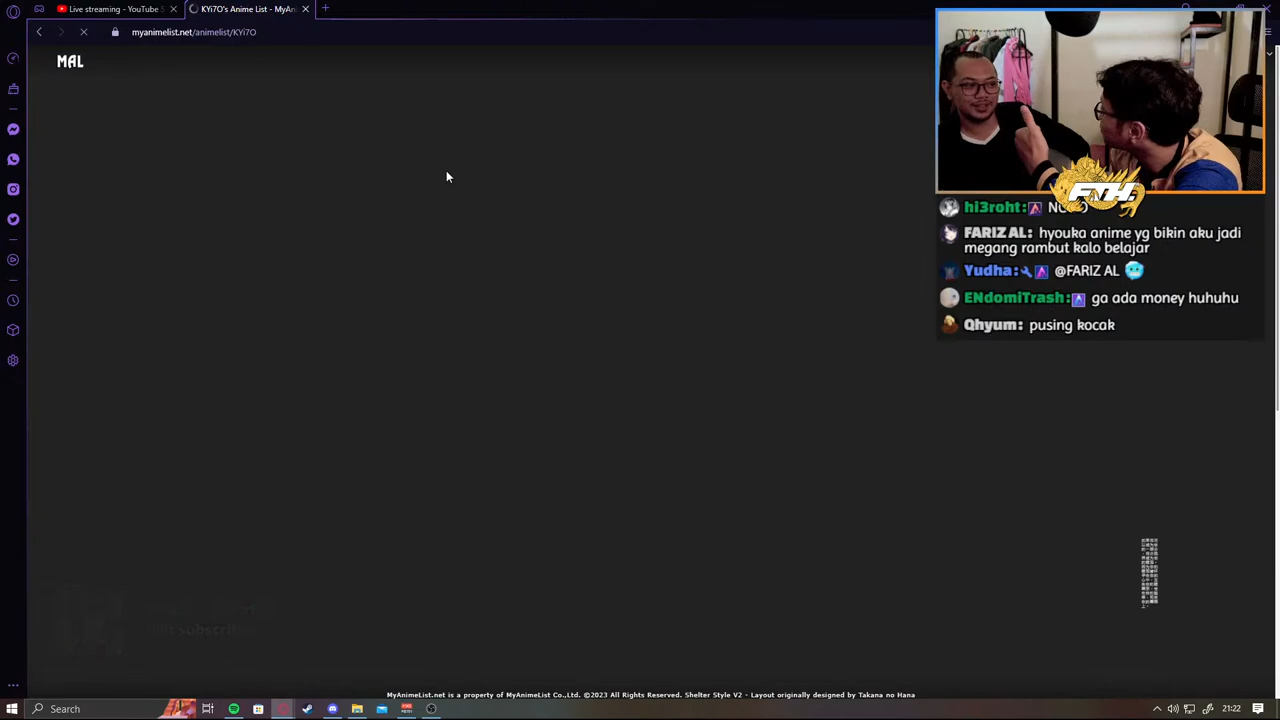 Live streaming - YouTube S
KYi7O's Anime List - MyAn
myanimelist.net/animelist/KYi7O
MAL
FTH.
hi3roht:
FARIZ AL: hyouka anime yg bikin aku jadi
megang rambut kalo belajar
Yudha: @FARIZ AL
ENdomiTrash: ga ada money huhuhu
Qhyum: pusing kocak
MyAnimeList.net is a property of MyAnimeList Co.,Ltd. ©2023 All Rights Reserved. Shelter Style V2 - Layout originally designed by Takana no Hana
Search
21:22